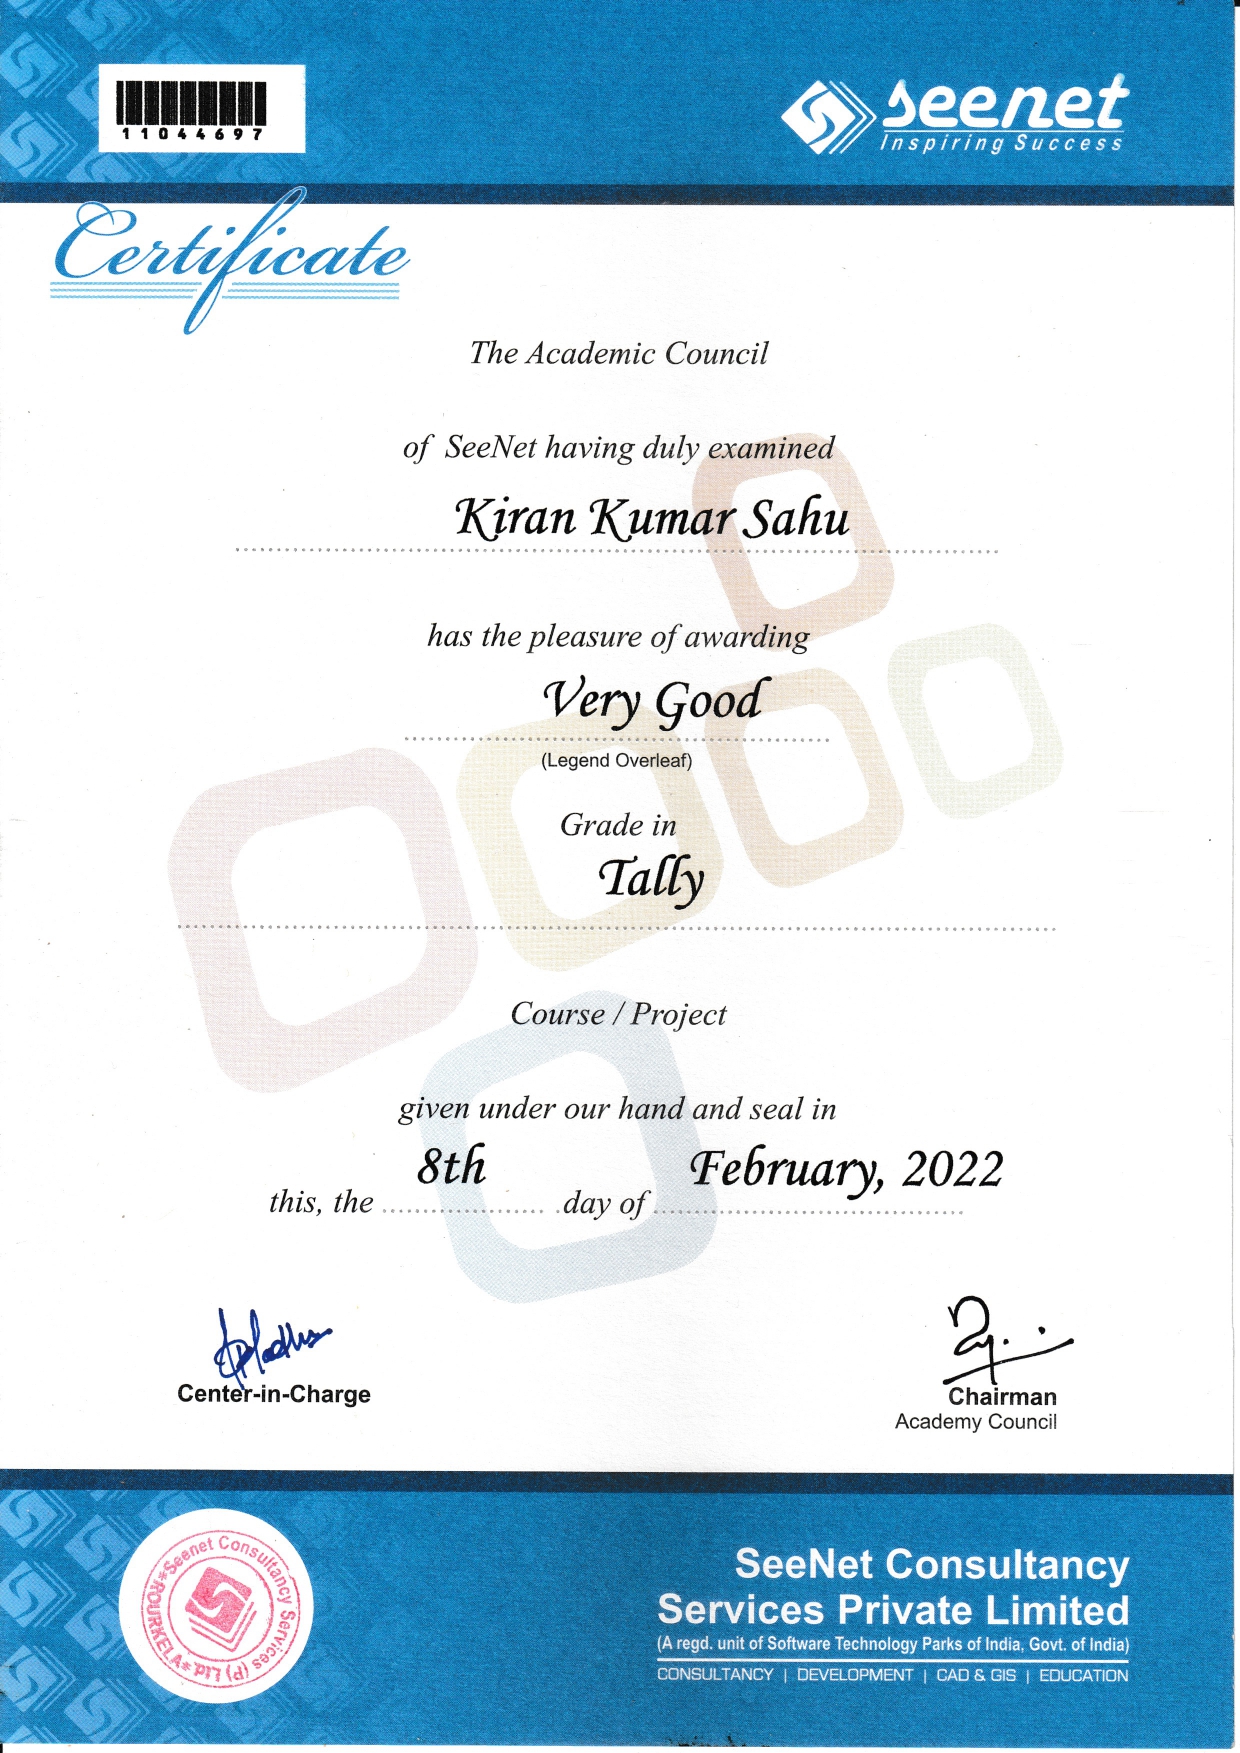 11044697
seenet
Inspiring Success
Certificate
The Academic Council
of SeeNet having duly examined
Kiran Kumar Sahu
has the pleasure of awarding
Very Good
(Legend Overleaf)
Grade in
Tally
Course / Project
given under our hand and seal in
this, the 8th day of February, 2022
Center-in-Charge
Chairman
Academy Council
Seenet Consultancy Services (P) Ltd.
*ROURKELA*
SeeNet Consultancy
Services Private Limited
(A regd. unit of Software Technology Parks of India, Govt. of India)
CONSULTANCY | DEVELOPMENT | CAD & GIS | EDUCATION